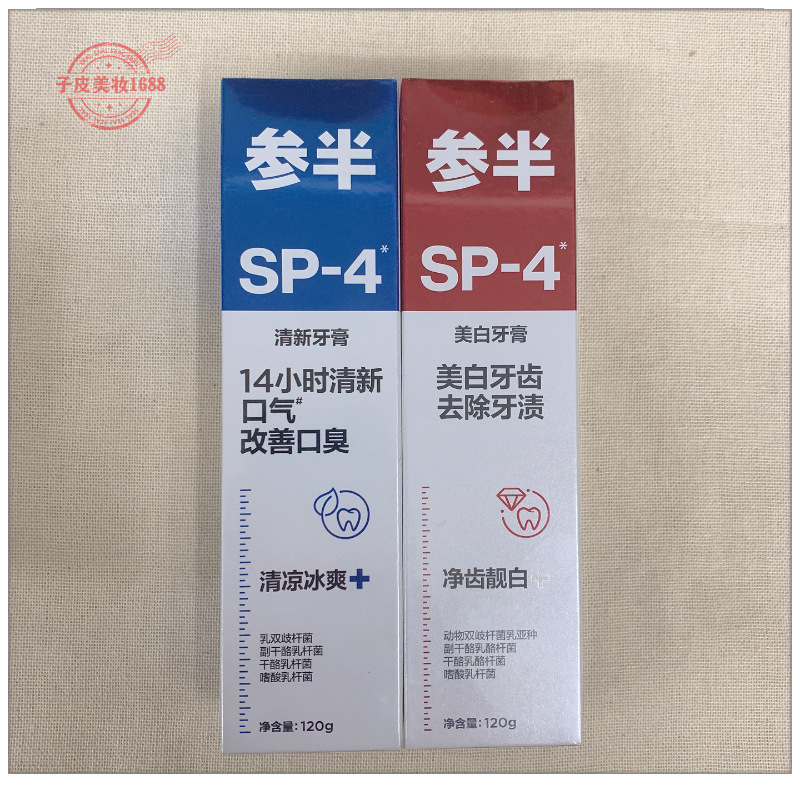 子皮美妆1688
参半
SP-4*
清新牙膏
14小时清新
口气#
改善口臭
清凉冰爽+
乳双歧杆菌
副干酪乳杆菌
干酪乳杆菌
嗜酸乳杆菌
净含量:120g
参半
SP-4*
美白牙膏
美白牙齿
去除牙渍
净齿靓白+
动物双歧杆菌乳亚种
副干酪乳酪杆菌
干酪乳酪杆菌
嗜酸乳杆菌
净含量:120g